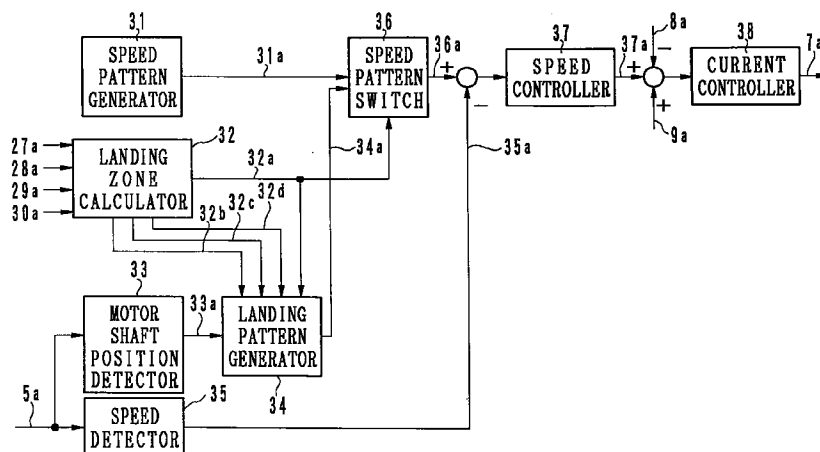 31
SPEED
PATTERN
GENERATOR
31a
36
SPEED
PATTERN
SWITCH
36a
+
−
37
SPEED
CONTROLLER
37a
+
8a
−
+
9a
38
CURRENT
CONTROLLER
7a
34a
35a
27a
28a
29a
30a
32
LANDING
ZONE
CALCULATOR
32a
32b
32c
32d
33
MOTOR
SHAFT
POSITION
DETECTOR
33a
LANDING
PATTERN
GENERATOR
34
5a
35
SPEED
DETECTOR